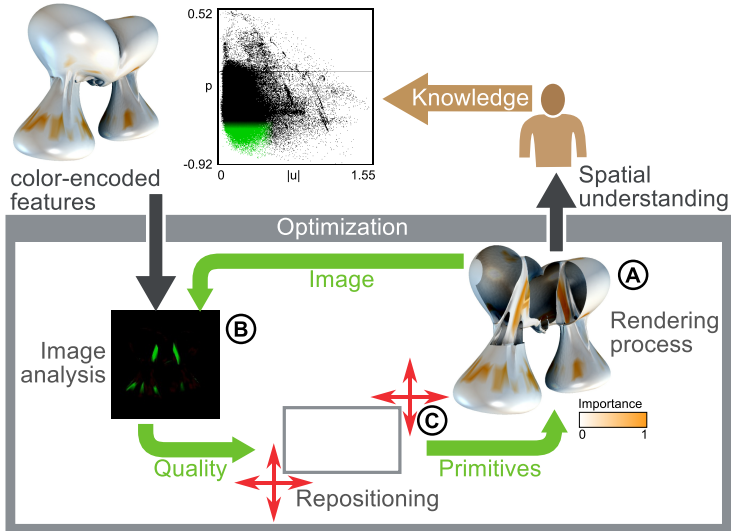 0.52
p
-0.92
0
|u|
1.55
Knowledge
color-encoded
features
Spatial
understanding
Optimization
Image
A
B
Rendering
process
Image
analysis
Importance
0
1
C
Quality
Primitives
Repositioning